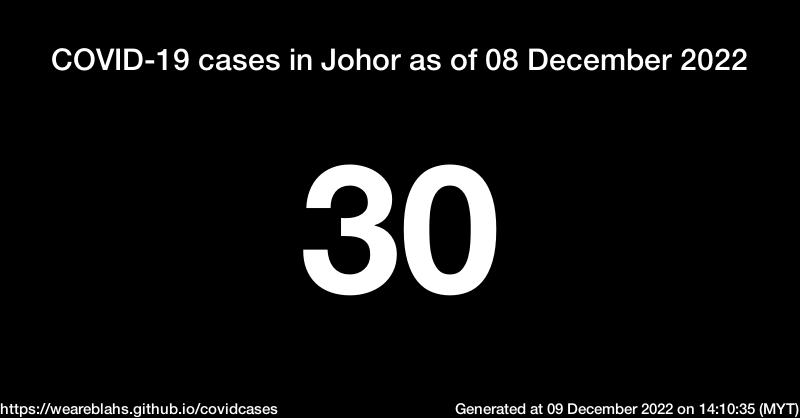 COVID-19 cases in Johor as of 08 December 2022
30
https://weareblahs.github.io/covidcases
Generated at 09 December 2022 on 14:10:35 (MYT)